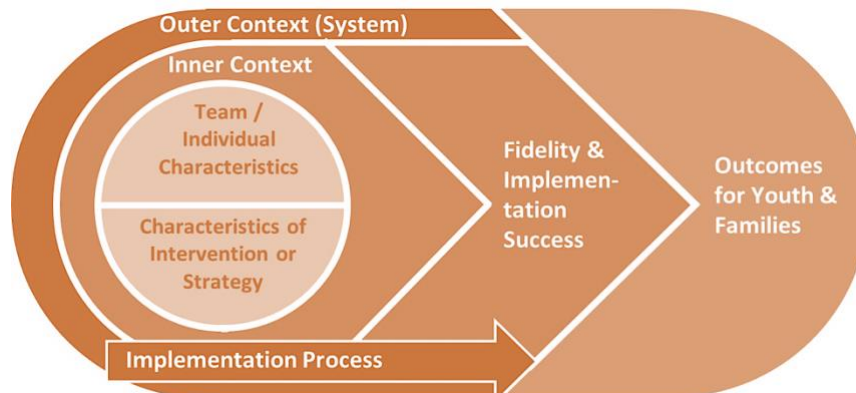 Outer Context (System)
Inner Context
Team /
Individual
Characteristics
Characteristics of
Intervention or
Strategy
Fidelity &
Implemen-
tation
Success
Outcomes
for Youth &
Families
Implementation Process